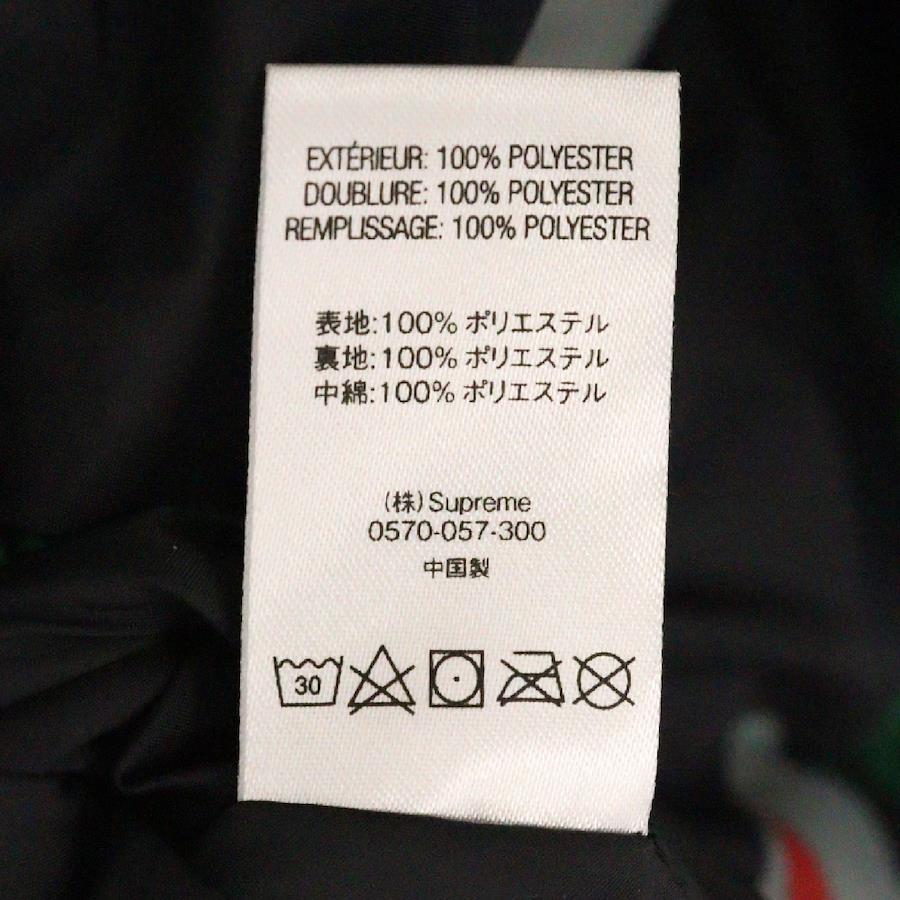 EXTÉRIEUR: 100% POLYESTER
DOUBLURE: 100% POLYESTER
REMPLISSAGE: 100% POLYESTER
表地:100% ポリエステル
裏地:100% ポリエステル
中綿:100% ポリエステル
(株)Supreme
0570-057-300
中国製
30